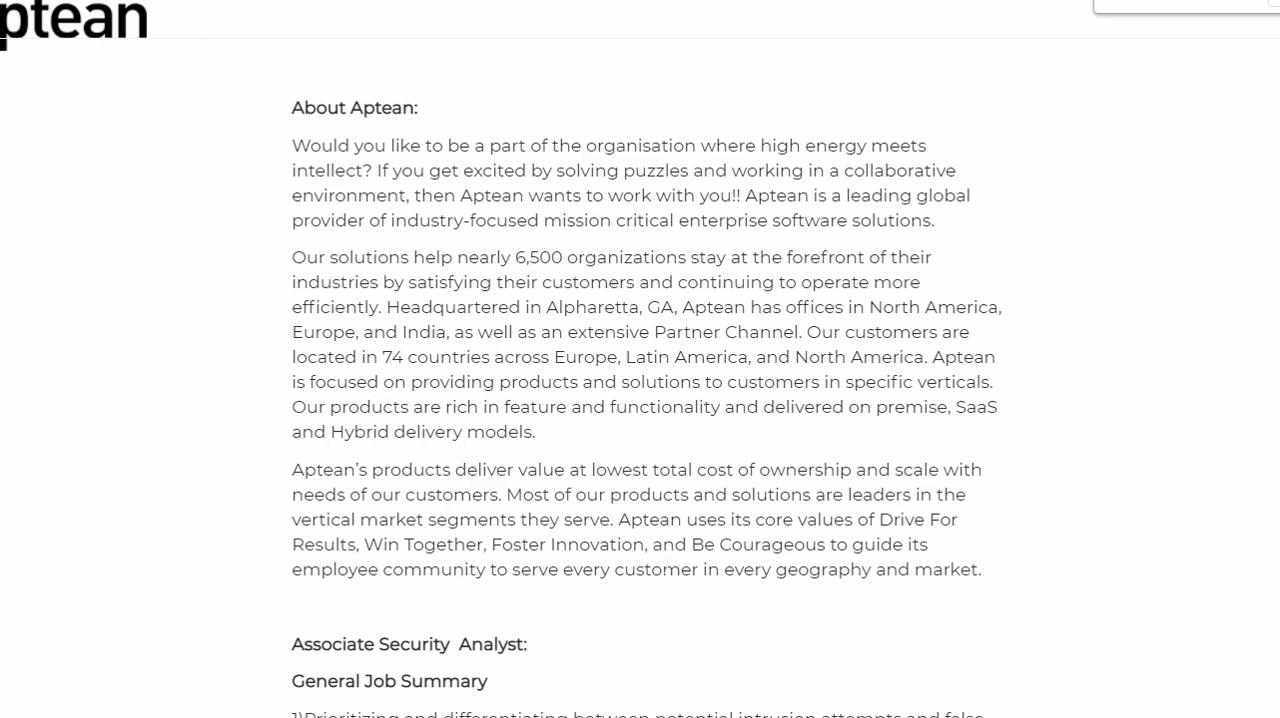 ptean
About Aptean:
Would you like to be a part of the organisation where high energy meets
intellect? If you get excited by solving puzzles and working in a collaborative
environment, then Aptean wants to work with you!! Aptean is a leading global
provider of industry-focused mission critical enterprise software solutions.
Our solutions help nearly 6,500 organizations stay at the forefront of their
industries by satisfying their customers and continuing to operate more
efficiently. Headquartered in Alpharetta, GA, Aptean has offices in North America,
Europe, and India, as well as an extensive Partner Channel. Our customers are
located in 74 countries across Europe, Latin America, and North America. Aptean
is focused on providing products and solutions to customers in specific verticals.
Our products are rich in feature and functionality and delivered on premise, SaaS
and Hybrid delivery models.
Aptean’s products deliver value at lowest total cost of ownership and scale with
needs of our customers. Most of our products and solutions are leaders in the
vertical market segments they serve. Aptean uses its core values of Drive For
Results, Win Together, Foster Innovation, and Be Courageous to guide its
employee community to serve every customer in every geography and market.
Associate Security  Analyst:
General Job Summary
1)Prioritizing and differentiating between potential intrusion attempts and false